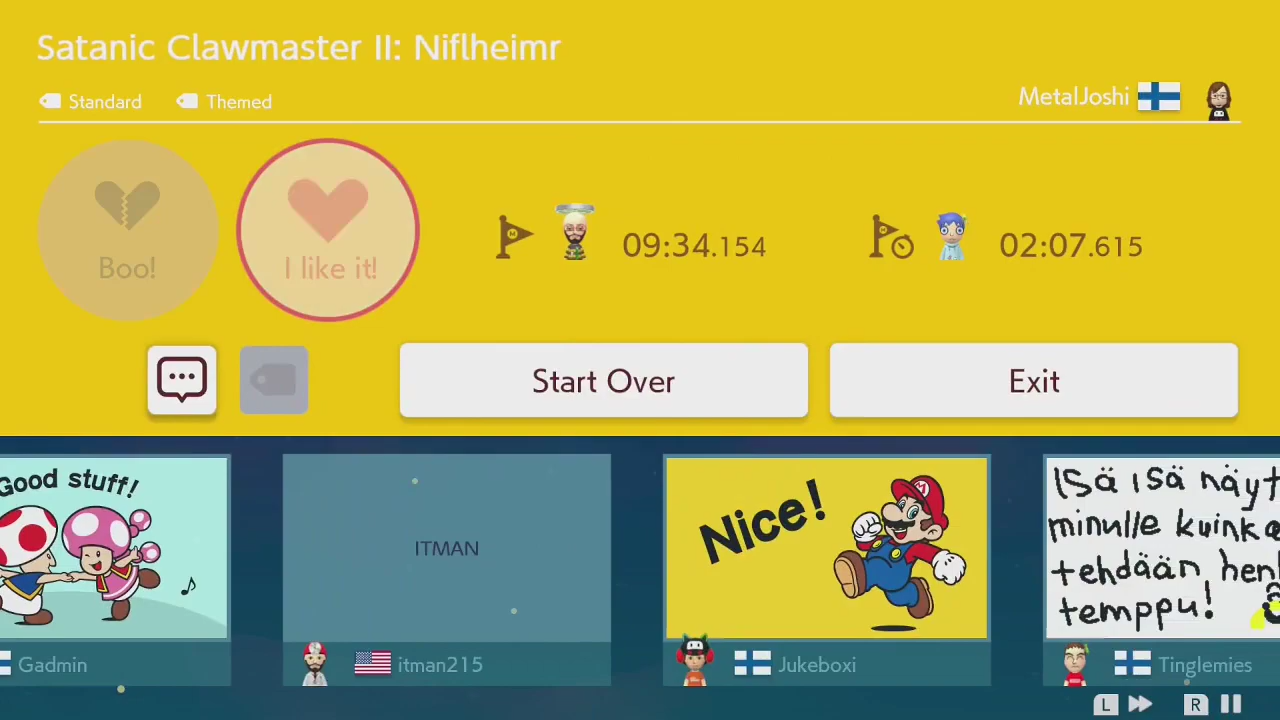 Satanic Clawmaster II: Niflheimr
Standard
Themed
MetalJoshi
Boo!
I like it!
M
09:34.154
M
02:07.615
Start Over
Exit
Good stuff!
ITMAN
Nice!
M
Isä isä näyt
minulle kuinka
tehdään hen
temppu!
Gadmin
itman215
Jukeboxi
Tinglemies
L
R